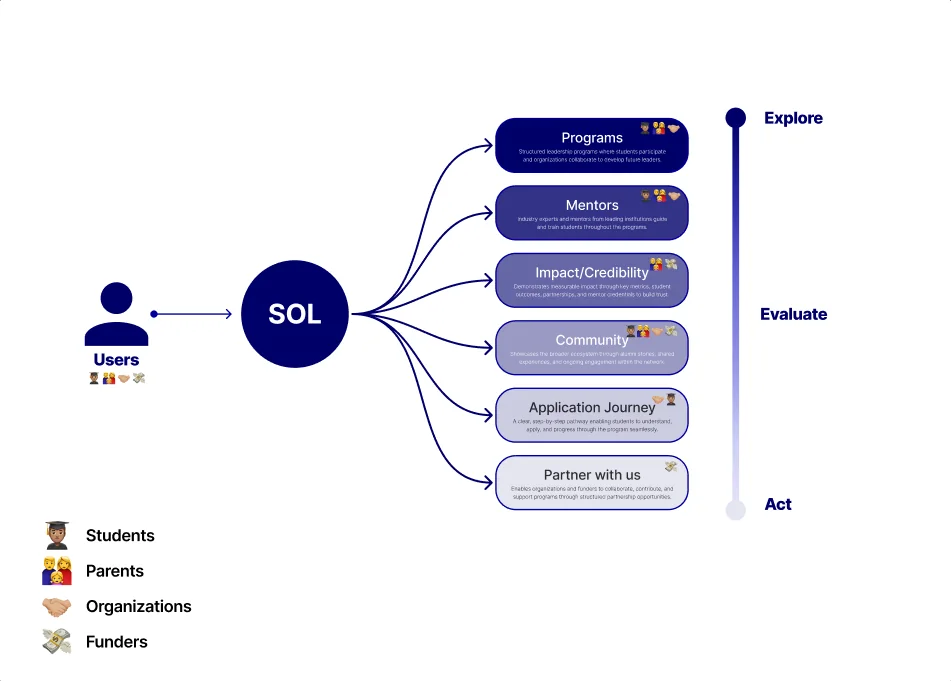 Programs
Structured leadership programs where students participate
and organizations collaborate to develop future leaders.
Explore
Mentors
Industry experts and mentors from leading institutions guide
and train students throughout the programs.
Impact/Credibility
Demonstrates measurable impact through key metrics, student
outcomes, partnerships, and mentor credentials to build trust.
Users
SOL
Evaluate
Community
Showcases the broader ecosystem through alumni stories, shared
experiences, and ongoing engagement within the network.
Application Journey
A clear, step-by-step pathway enabling students to understand,
apply, and progress through the program seamlessly.
Partner with us
Enables organizations and funders to collaborate, contribute, and
support programs through structured partnership opportunities.
Act
Students
Parents
Organizations
Funders